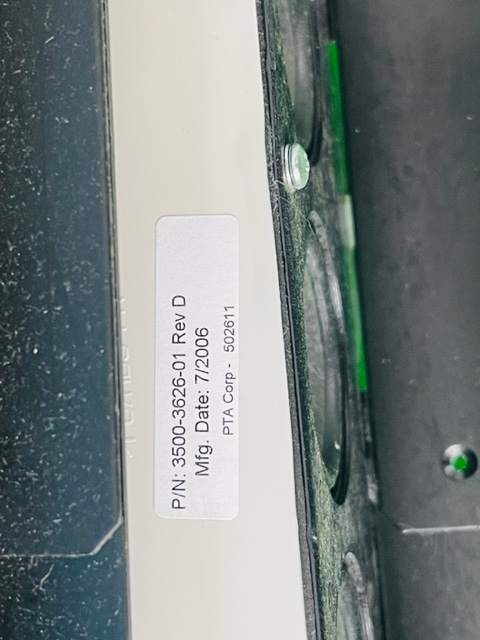 P/N: 3500-3626-01 Rev D
Mfg. Date: 7/2006
PTA Corp - 502611